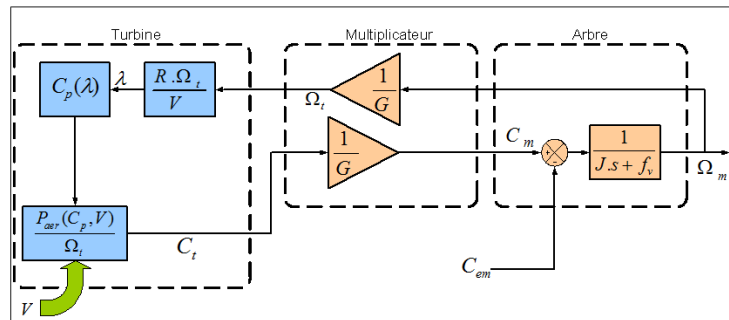 Turbine
Multiplicateur
Arbre
C_p(λ)
λ
R.Ω_t / V
Ω_t
1 / G
1 / G
C_m
+
-
1 / J.s + f_v
Ω_m
P_aer(C_p, V) / Ω_t
C_t
C_em
V